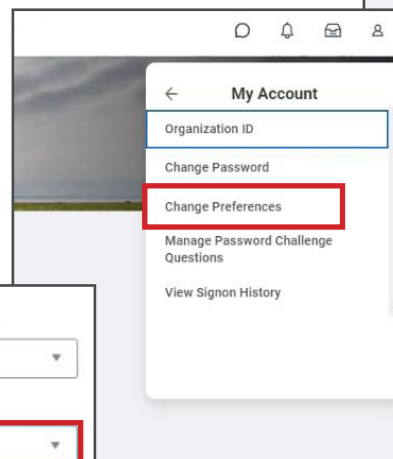 My Account
Organization ID
Change Password
Change Preferences
Manage Password Challenge
Questions
View Signon History